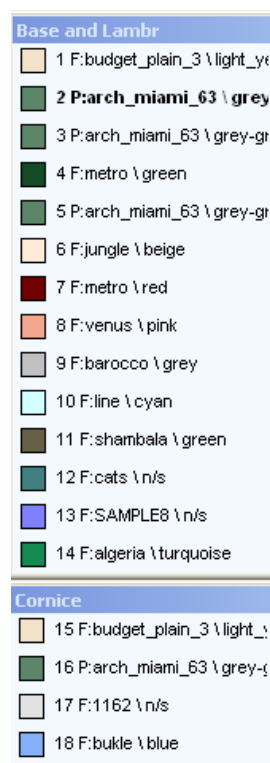 Base and Lambr
1 F:budget_plain_3 \ light_ye
2 P:arch_miami_63 \ grey
3 P:arch_miami_63 \ grey-gr
4 F:metro \ green
5 P:arch_miami_63 \ grey-gr
6 F:jungle \ beige
7 F:metro \ red
8 F:venus \ pink
9 F:barocco \ grey
10 F:line \ cyan
11 F:shambala \ green
12 F:cats \ n/s
13 F:SAMPLE8 \ n/s
14 F:algeria \ turquoise
Cornice
15 F:budget_plain_3 \ light_y
16 P:arch_miami_63 \ grey-g
17 F:1162 \ n/s
18 F:bukle \ blue